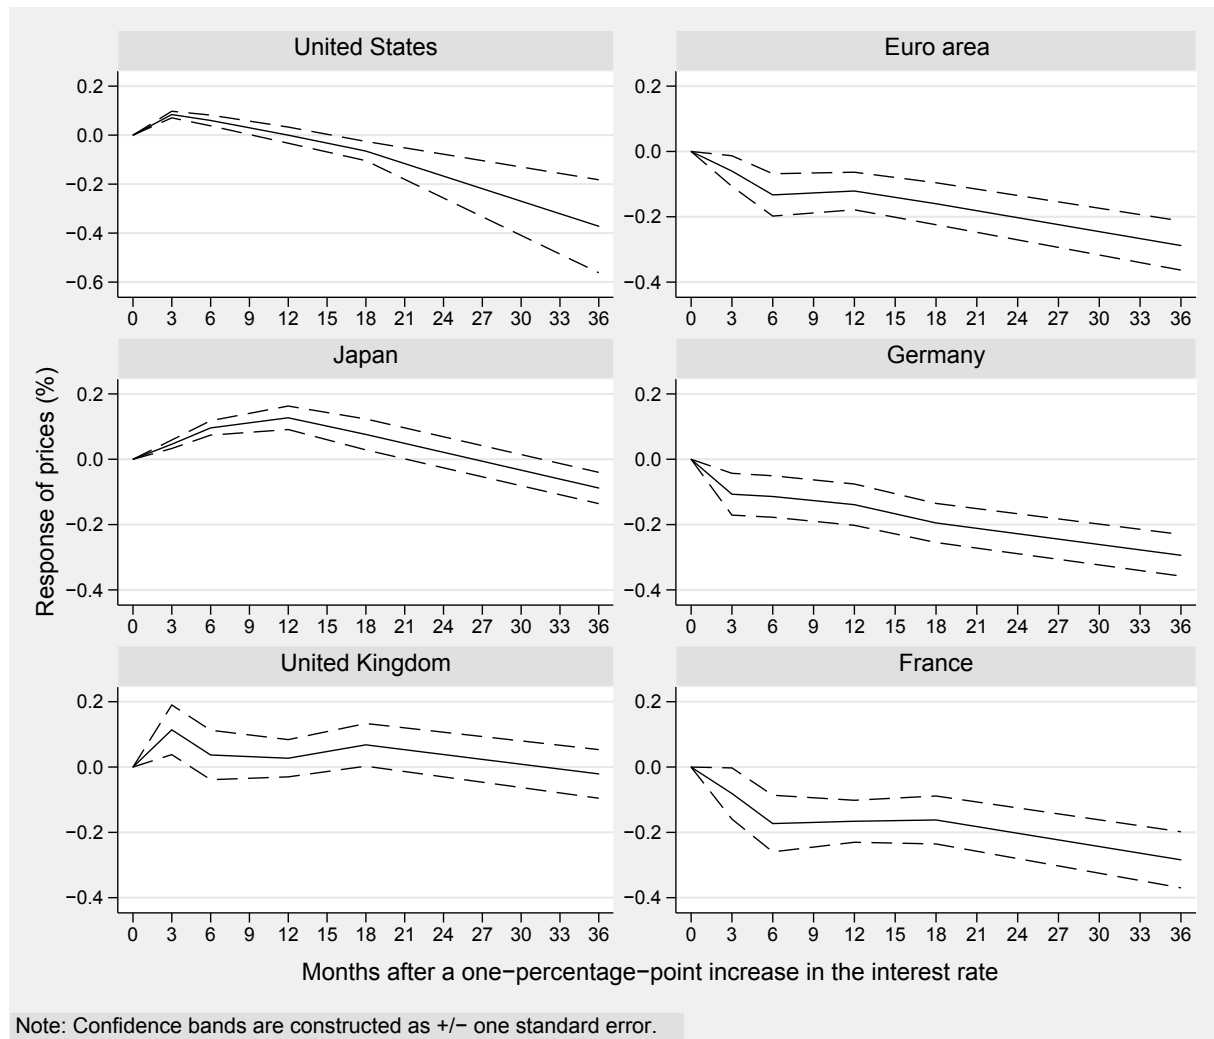 United States
0.2
0.0
−0.2
−0.4
−0.6
0 3 6 9 12 15 18 21 24 27 30 33 36
Euro area
0.2
0.0
−0.2
−0.4
0 3 6 9 12 15 18 21 24 27 30 33 36
Japan
0.2
0.0
−0.2
−0.4
0 3 6 9 12 15 18 21 24 27 30 33 36
Germany
0.2
0.0
−0.2
−0.4
0 3 6 9 12 15 18 21 24 27 30 33 36
United Kingdom
0.2
0.0
−0.2
−0.4
0 3 6 9 12 15 18 21 24 27 30 33 36
France
0.2
0.0
−0.2
−0.4
0 3 6 9 12 15 18 21 24 27 30 33 36
Response of prices (%)
Months after a one−percentage−point increase in the interest rate
Note: Confidence bands are constructed as +/− one standard error.